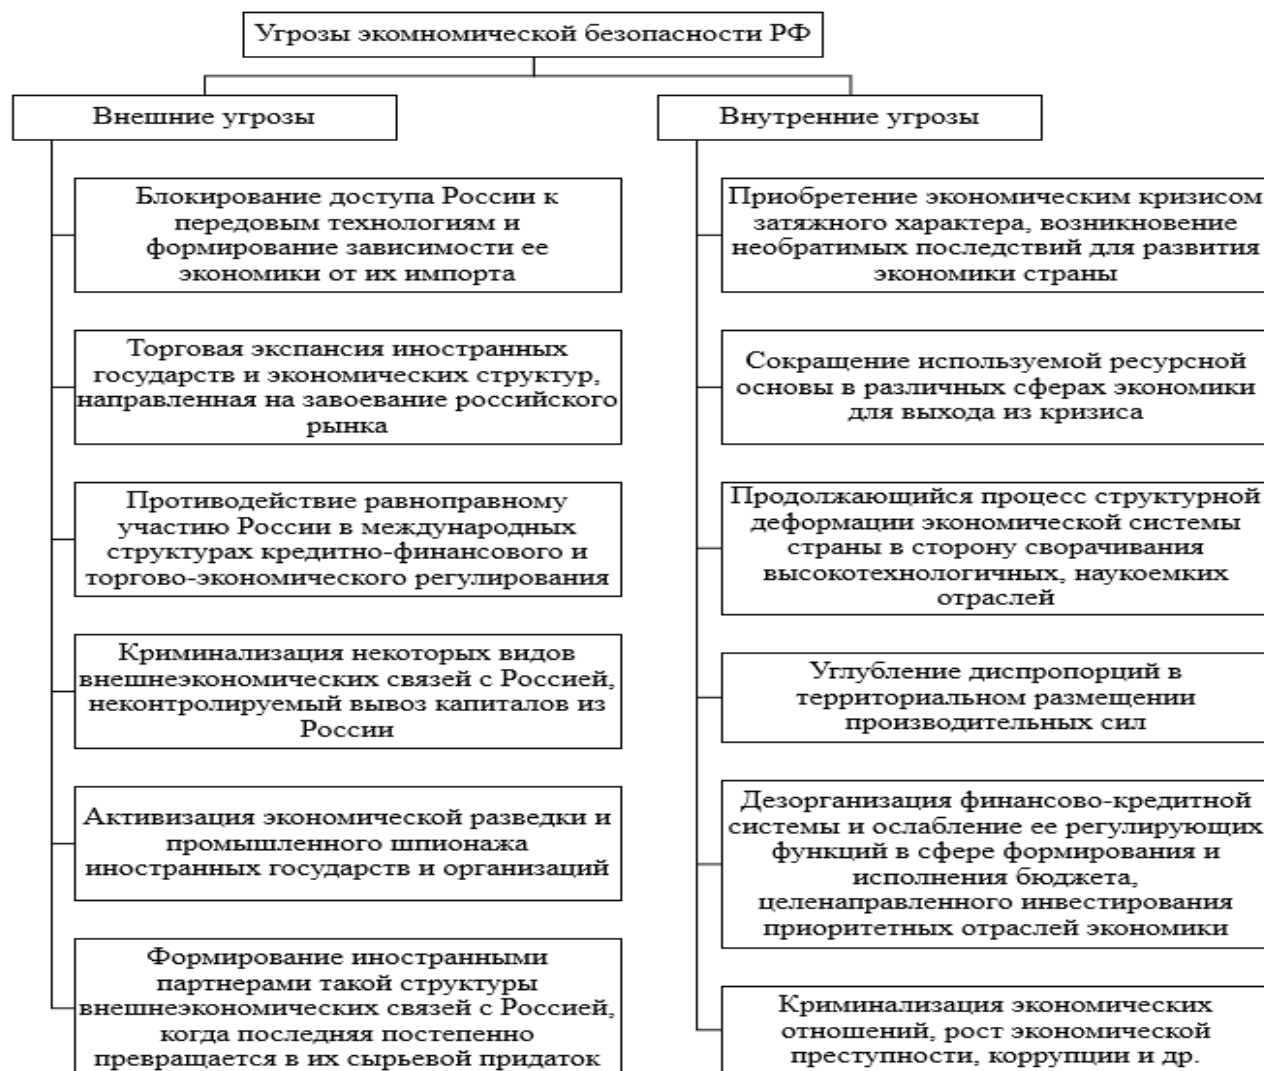 Угрозы экомномической безопасности РФ
Внешние угрозы
Блокирование доступа России к
передовым технологиям и
формирование зависимости ее
экономики от их импорта
Торговая экспансия иностранных
государств и экономических структур,
направленная на завоевание российского
рынка
Противодействие равноправному
участию России в международных
структурах кредитно-финансового и
торгово-экономического регулирования
Криминализация некоторых видов
внешнеэкономических связей с Россией,
неконтролируемый вывоз капиталов из
России
Активизация экономической разведки и
промышленного шпионажа
иностранных государств и организаций
Формирование иностранными
партнерами такой структуры
внешнеэкономических связей с Россией,
когда последняя постепенно
превращается в их сырьевой придаток
Внутренние угрозы
Приобретение экономическим кризисом
затяжного характера, возникновение
необратимых последствий для развития
экономики страны
Сокращение используемой ресурсной
основы в различных сферах экономики
для выхода из кризиса
Продолжающийся процесс структурной
деформации экономической системы
страны в сторону сворачивания
высокотехнологичных, наукоемких
отраслей
Углубление диспропорций в
территориальном размещении
производительных сил
Дезорганизация финансово-кредитной
системы и ослабление ее регулирующих
функций в сфере формирования и
исполнения бюджета,
целенаправленного инвестирования
приоритетных отраслей экономики
Криминализация экономических
отношений, рост экономической
преступности, коррупции и др.